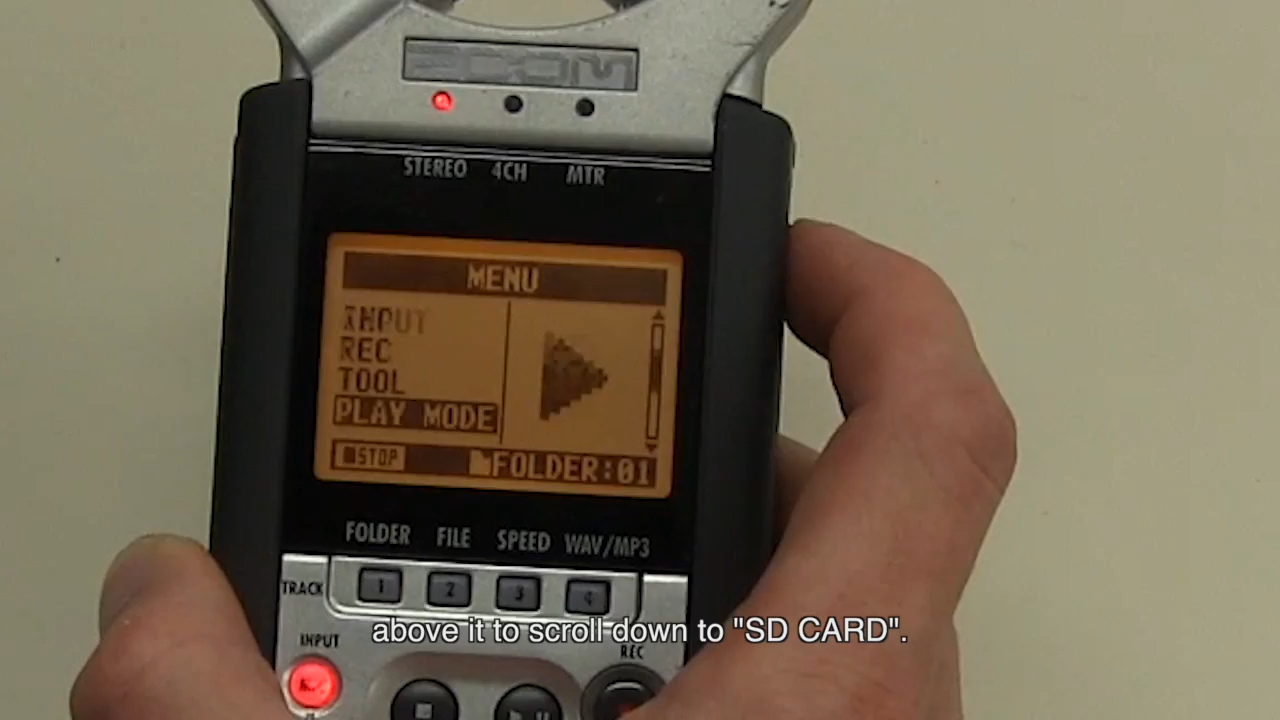 ZOOM
STEREO 4CH MTR
MENU
INPUT
REC
TOOL
PLAY MODE
STOP FOLDER:01
FOLDER FILE SPEED WAV/MP3
TRACK 1 2 3 4
above it to scroll down to "SD CARD".
INPUT REC